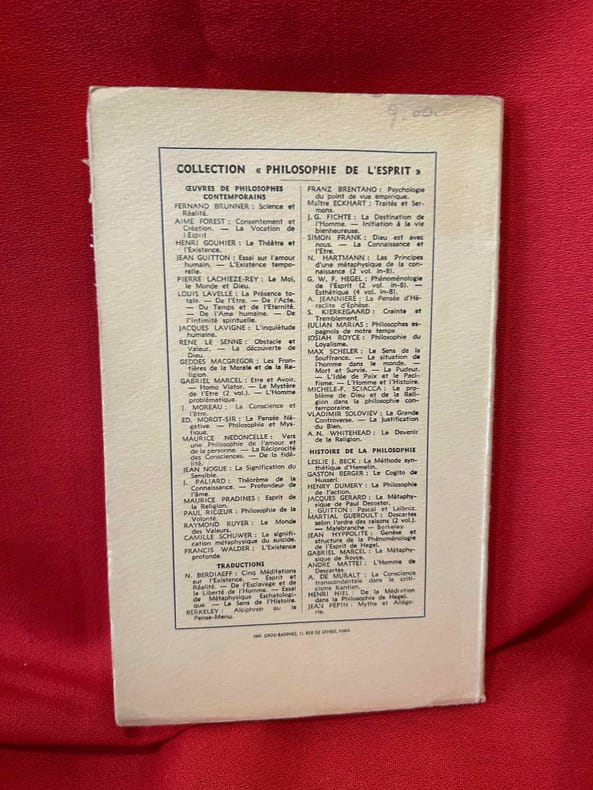 9.00
COLLECTION « PHILOSOPHIE DE L'ESPRIT »
ŒUVRES DE PHILOSOPHES
CONTEMPORAINS
FERNAND BRUNNER : Science et
Réalité.
AIME FOREST : Consentement et
Création. — La Vocation de
l'Esprit
HENRI GOUHIER : Le Théâtre et
l'Existence.
JEAN GUITTON : Essai sur l'amour
humain. — L'Existence tempo-
relle.
PIERRE LACHIEZE-REY : Le Moi,
le Monde et Dieu.
LOUIS LAVELLE : La Présence to-
tale. — De l'Etre. — De l'Acte.
— Du Temps et de l'Eternité.
— De l'Ame humaine. — De
l'Intimité spirituelle.
JACQUES LAVIGNE : L'inquiétude
humaine.
RENE LE SENNE : Obstacle et
Valeur. — La découverte de
Dieu.
GEDDES MACGREGOR : Les Fron-
tières de la Morale et de la Re-
ligion.
GABRIEL MARCEL : Etre et Avoir.
— Homo Viator. — Le Mystère
de l'Etre (2 vol.). — L'Homme
problématique.
J. MOREAU : La Conscience et
l'être.
ED. MOROT-SIR : La Pensée Né-
gative. — Philosophie et Mys-
tique.
MAURICE NEDONCELLE : Vers
une Philosophie de l'amour et
de la personne. — La Réciprocité
des Consciences. — De la fidé-
lité.
JEAN NOGUE : La Signification du
Sensible.
J. PALIARD : Théorème de la
Connaissance. — Profondeur de
l'âme.
MAURICE PRADINES : Esprit de
la Religion.
PAUL RICŒUR : Philosophie de la
Volonté.
RAYMOND RUYER : Le Monde
des Valeurs.
CAMILLE SCHUWER : La signifi-
cation métaphysique du suicide.
FRANCIS WALDER : L'Existence
profonde.
TRADUCTIONS
N. BERDIAEFF : Cinq Méditations
sur l'Existence. — Esprit et
Réalité. — De l'Esclavage et de
la Liberté de l'Homme. — Essai
de Métaphysique Eschatologi-
que. — Le Sens de l'Histoire.
BERKELEY : Alciphron ou le
Pense-Menu.
FRANZ BRENTANO : Psychologie
du point de vue empirique.
Maître ECKHART : Traités et Ser-
mons.
J. G. FICHTE : La Destination de
l'Homme. — Initiation à la vie
bienheureuse.
SIMON FRANK : Dieu est avec
nous. — La Connaissance et
l'Etre.
N. HARTMANN : Les Principes
d'une métaphysique de la con-
naissance (2 vol. in-8).
G. W. F. HEGEL : Phénoménologie
de l'Esprit (2 vol. in-8). —
Esthétique (4 vol. in-8).
A. JEANNIERE : La Pensée d'Hé-
raclite d'Ephèse.
S. KIERKEGAARD : Crainte et
Tremblement.
JULIAN MARIAS : Philosophes es-
pagnols de notre temps.
JOSIAH ROYCE : Philosophie du
Loyalisme.
MAX SCHELER : Le Sens de la
Souffrance. — La situation de
l'homme dans le monde. —
Mort et Survie. — La Pudeur.
— L'Idée de Paix et le Paci-
fisme. — L'Homme et l'Histoire.
MICHELE-F. SCIACCA : Le pro-
blème de Dieu et de la Reli-
gion dans la philosophie con-
temporaine.
VLADIMIR SOLOVIEV : La Grande
Controverse. — La Justification
du Bien.
A. N. WHITEHEAD : Le Devenir
de la Religion.
HISTOIRE DE LA PHILOSOPHIE
LESLIE J. BECK : La Méthode syn-
thétique d'Hamelin.
GASTON BERGER : Le Cogito de
Husserl.
HENRY DUMERY : La Philosophie
de l'action.
JACQUES GERARD : La Métaphy-
sique de Paul Decoster.
J. GUITTON : Pascal et Leibniz.
MARTIAL GUEROULT : Descartes
selon l'ordre des raisons (2 vol.)
— Malebranche — Berkeley.
JEAN HYPPOLITE : Genèse et
structure de la Phénoménologie
de l'Esprit de Hegel.
GABRIEL MARCEL : La Métaphy-
sique de Royce.
ANDRE MATTEI : L'Homme de
Descartes.
A. DE MURALT : La Conscience
transcendantale dans le criti-
cisme Kantien.
HENRI NIEL : De la Médiation
dans la Philosophie de Hegel.
JEAN PEPIN : Mythe et Allégo-
rie.
IMP. GROU-RADENEZ, 11, RUE DE SÈVRES, PARIS